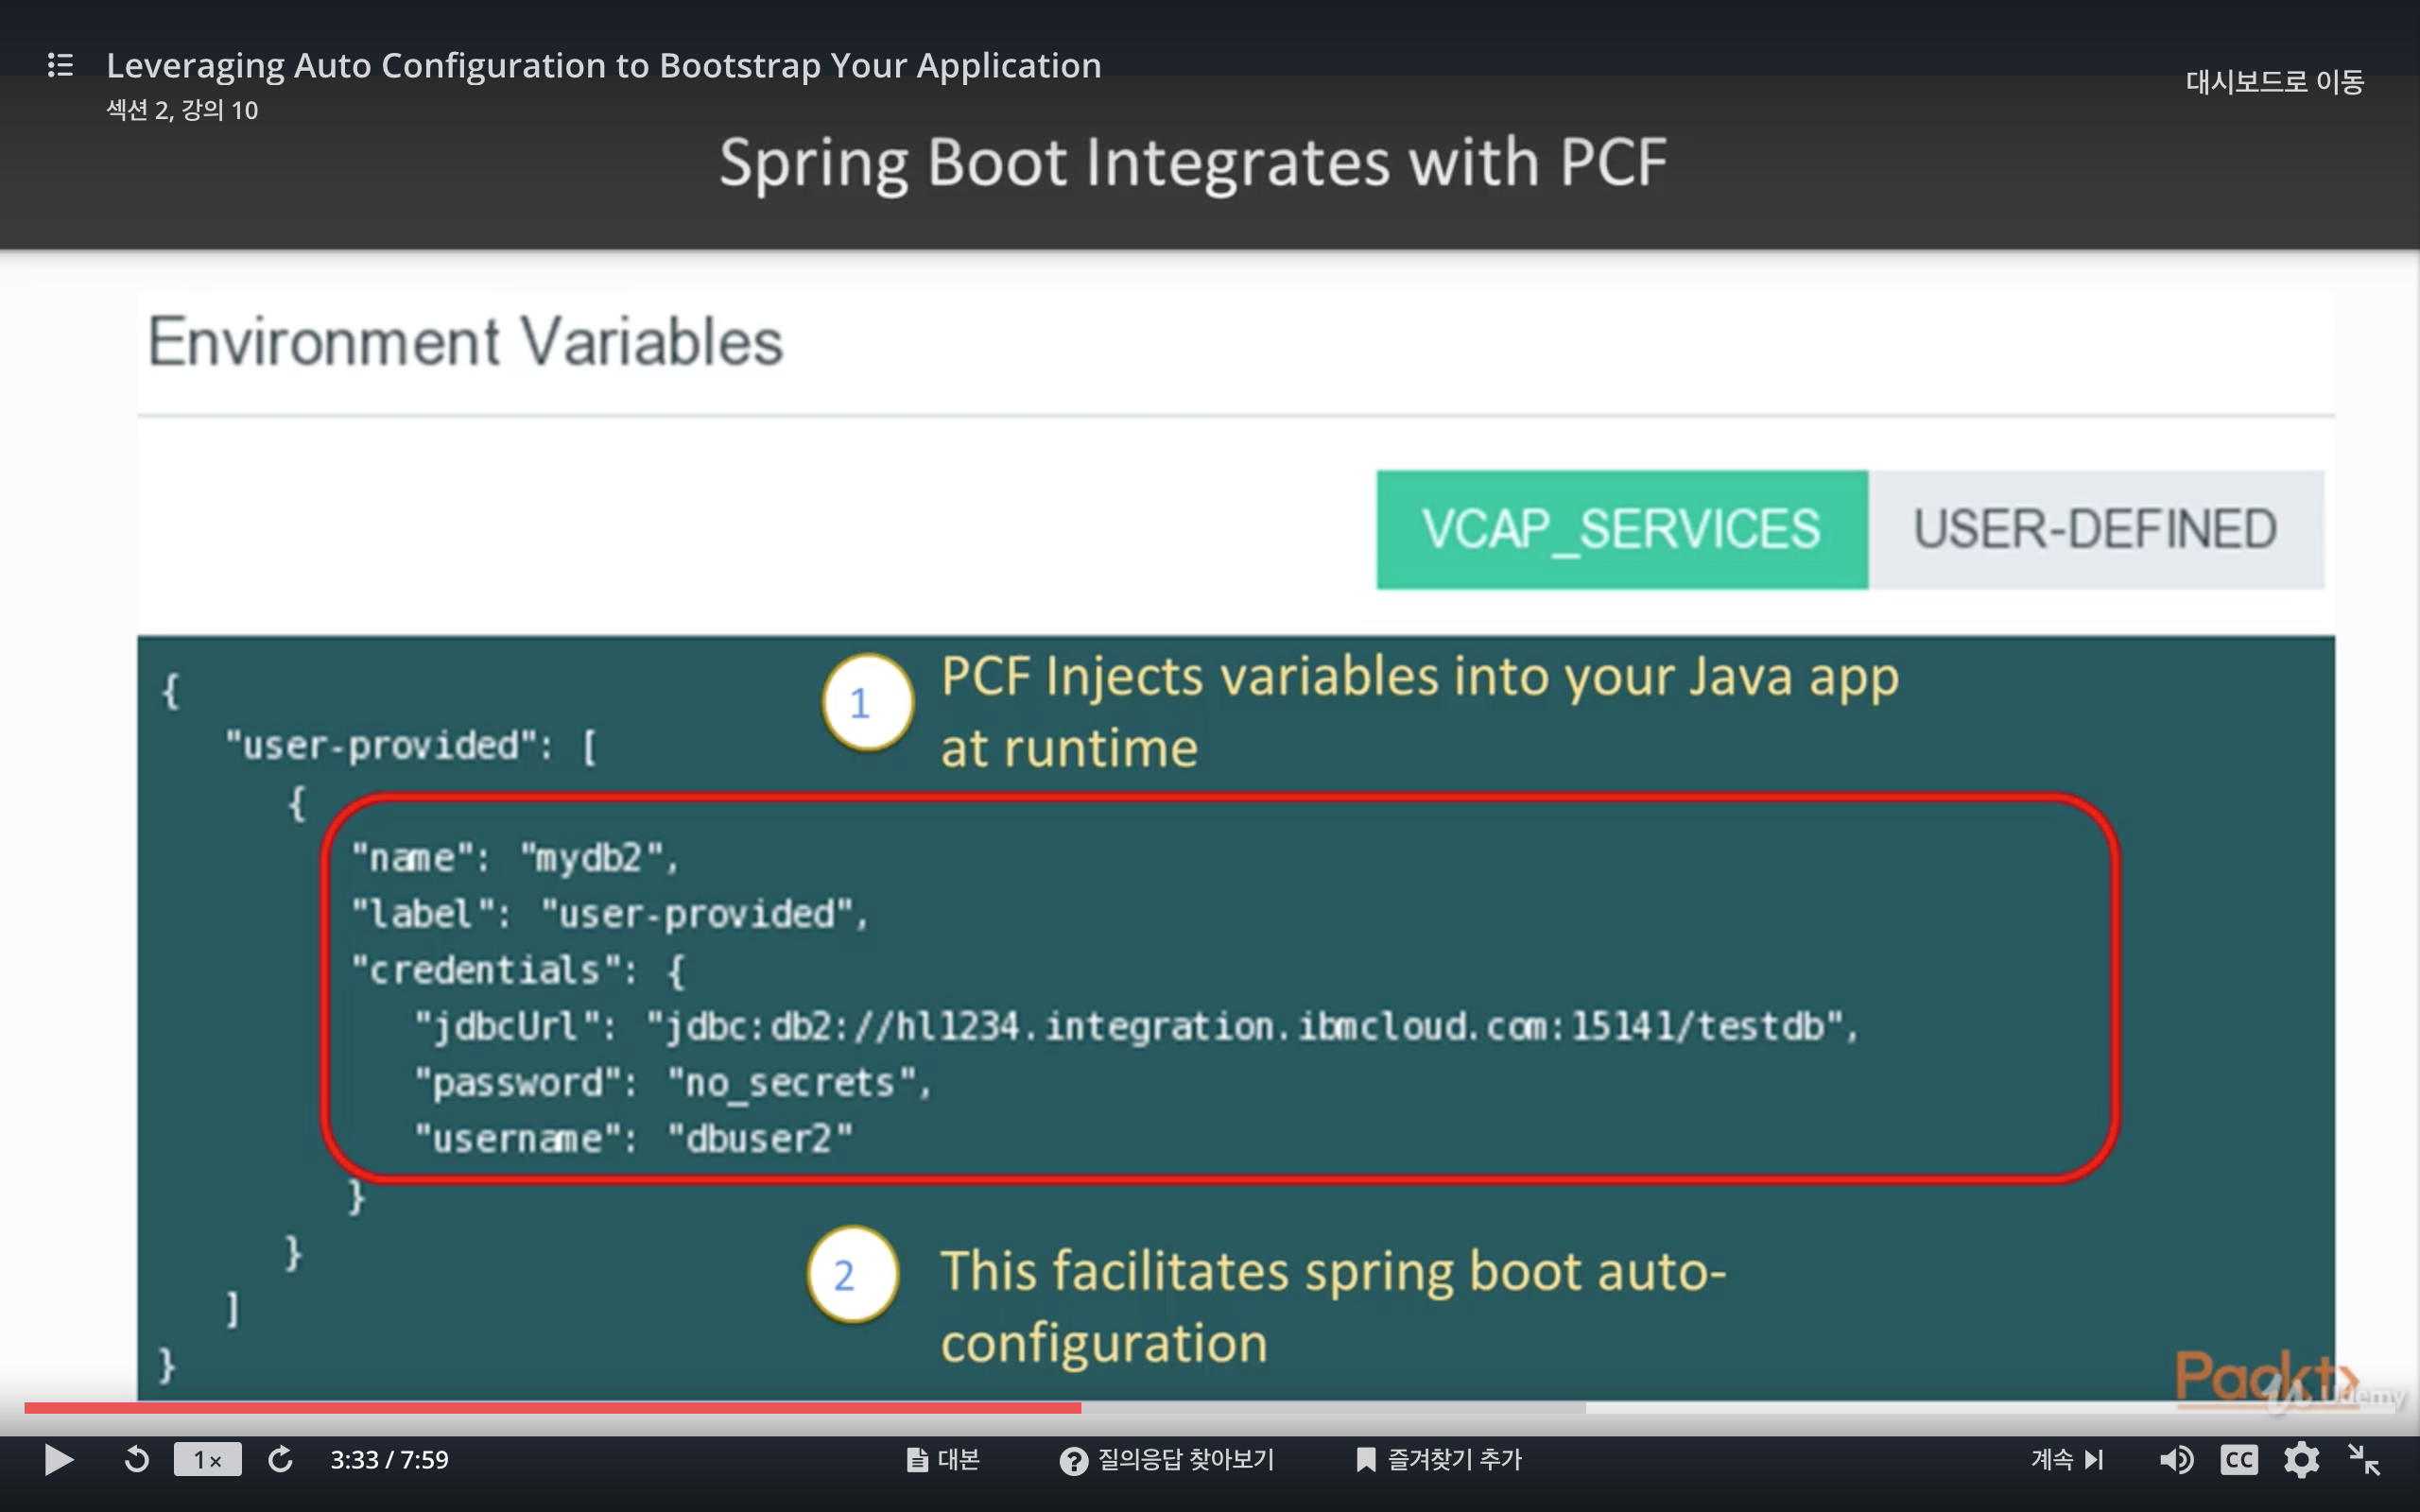 Leveraging Auto Configuration to Bootstrap Your Application
섹션 2, 강의 10
대시보드로 이동
Spring Boot Integrates with PCF
Environment Variables
VCAP_SERVICES
USER-DEFINED
1
PCF Injects variables into your Java app
at runtime
{
"user-provided": [
{
"name": "mydb2",
"label": "user-provided",
"credentials": {
"jdbcUrl": "jdbc:db2://hl1234.integration.ibmcloud.com:15141/testdb",
"password": "no_secrets",
"username": "dbuser2"
}
}
]
}
2
This facilitates spring boot auto-
configuration
Packt
Udemy
1×
3:33 / 7:59
대본
질의응답 찾아보기
즐겨찾기 추가
계속
CC